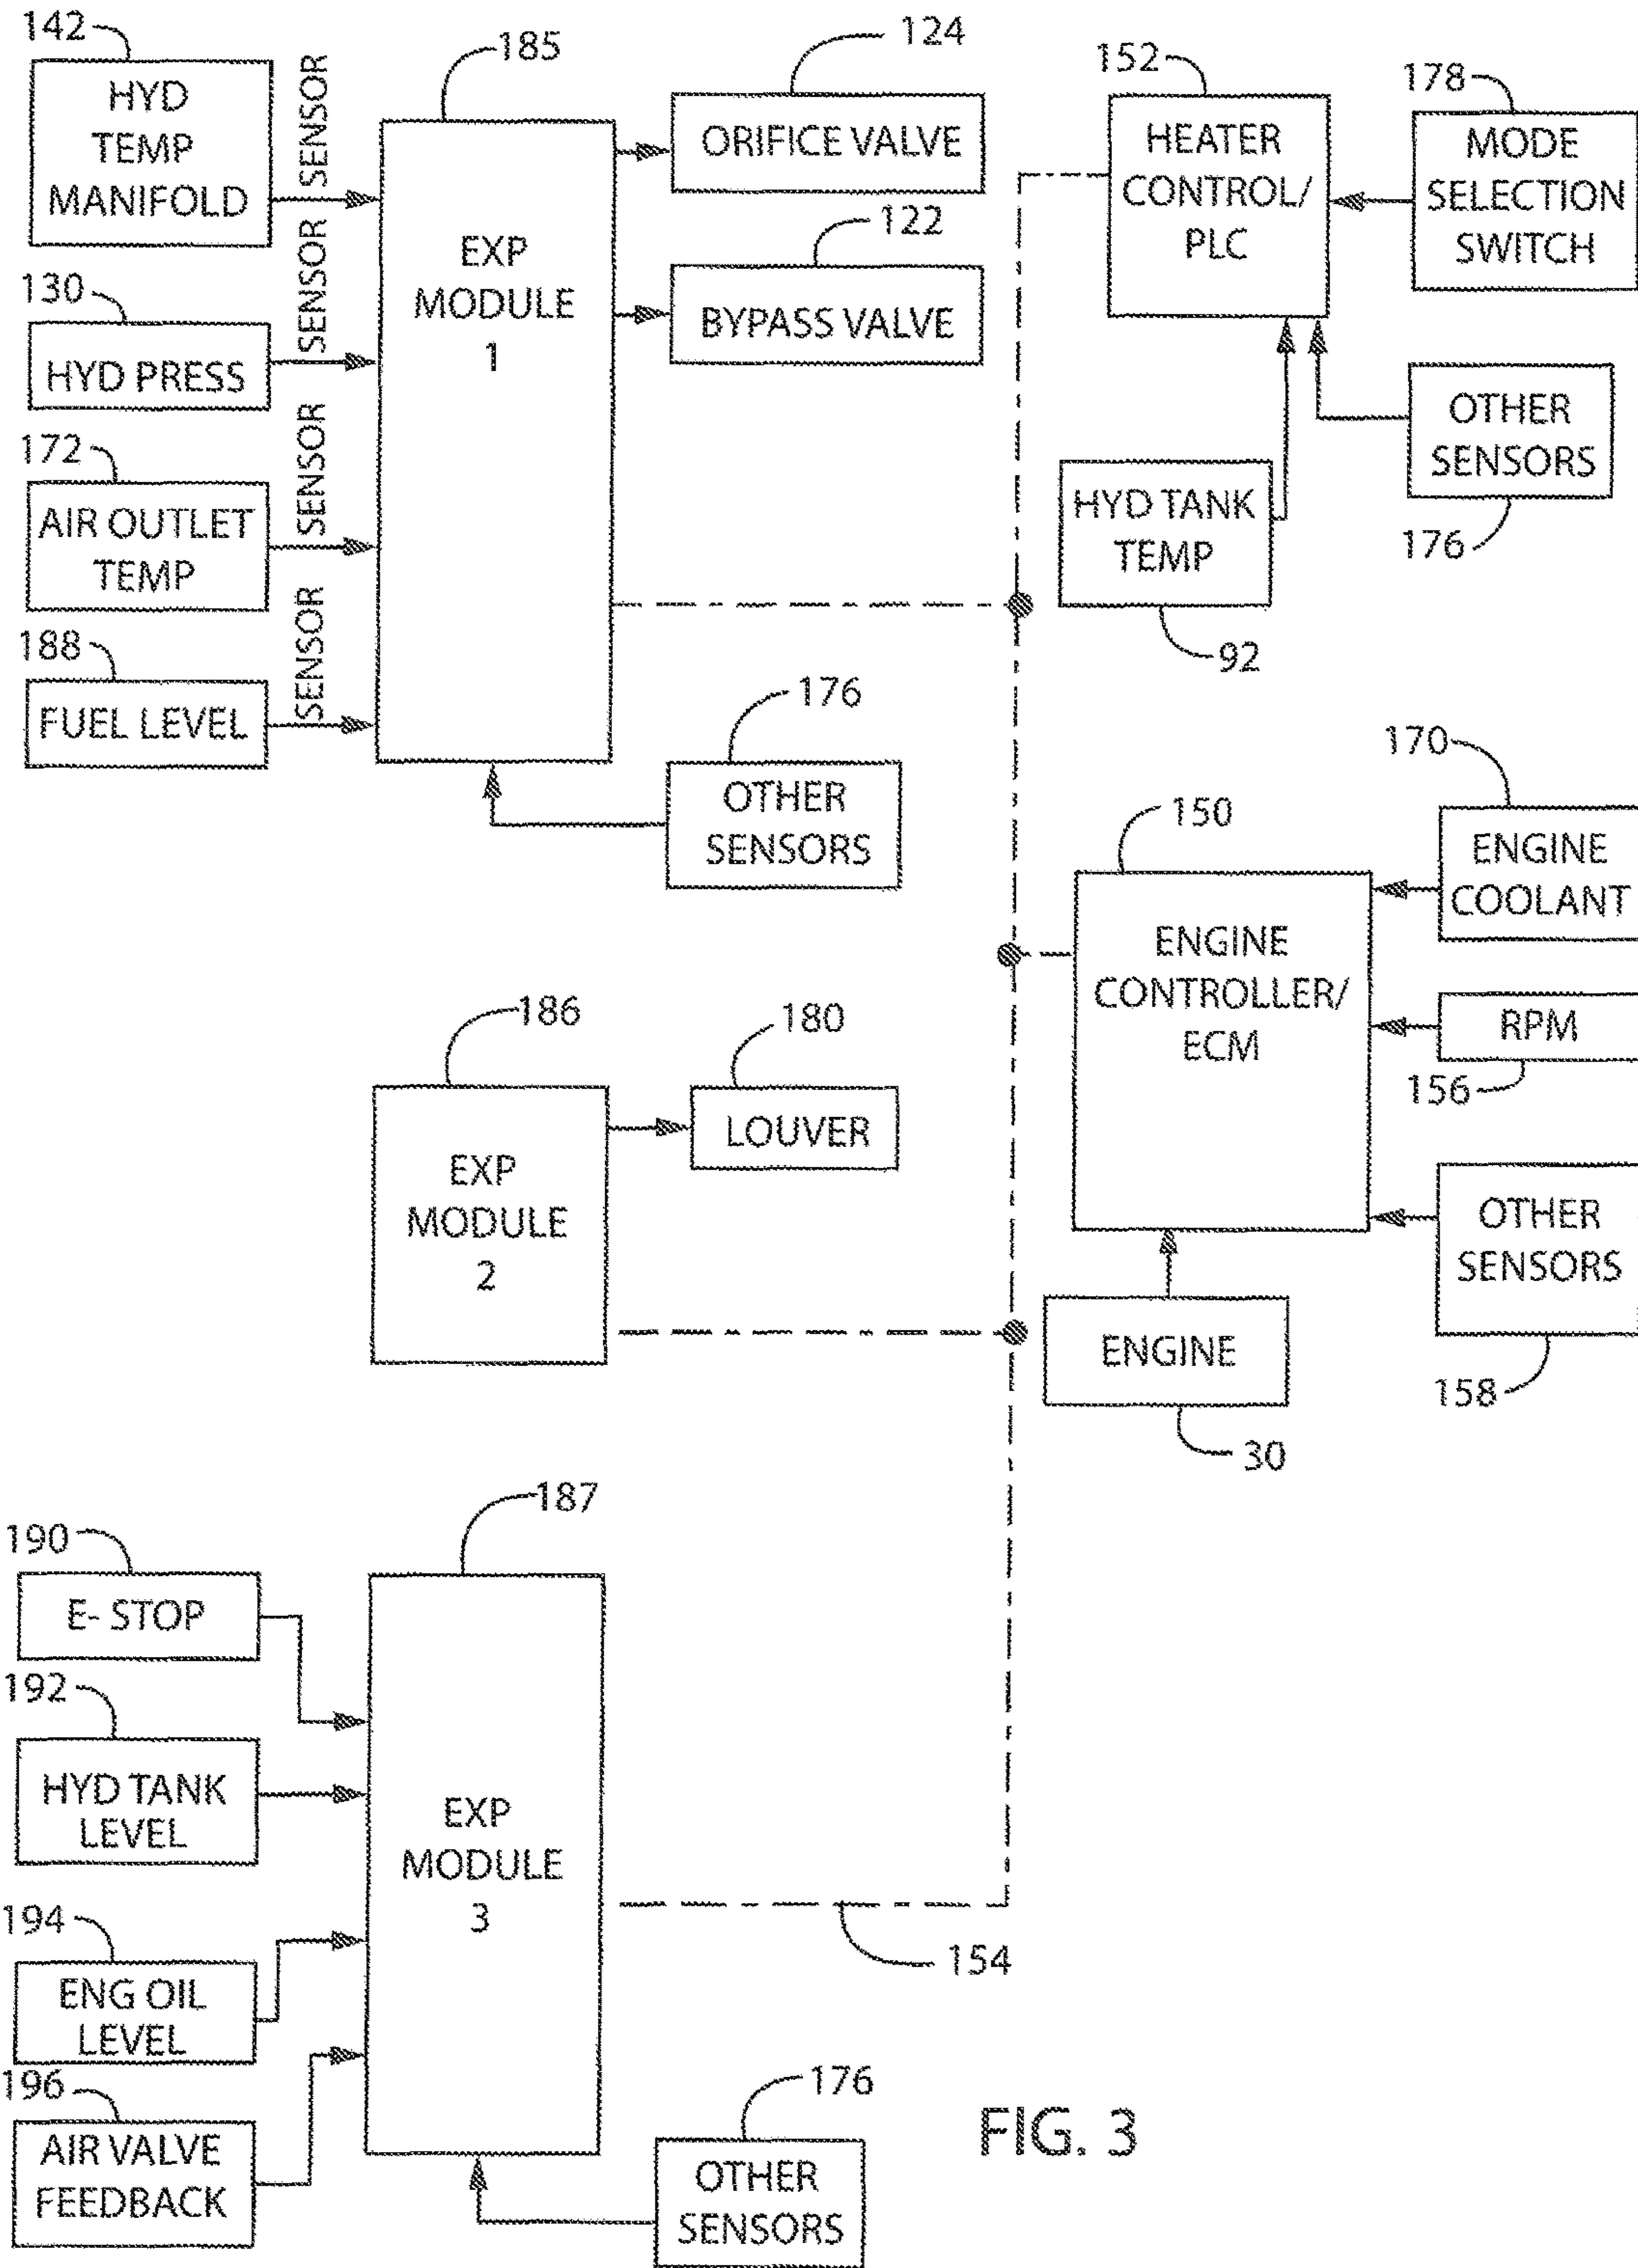 142
HYD
TEMP
MANIFOLD
SENSOR
185
EXP
MODULE
1
124
ORIFICE VALVE
122
BYPASS VALVE
130
HYD PRESS
SENSOR
172
AIR OUTLET
TEMP
SENSOR
188
FUEL LEVEL
SENSOR
176
OTHER
SENSORS
152
HEATER
CONTROL/
PLC
178
MODE
SELECTION
SWITCH
OTHER
SENSORS
176
HYD TANK
TEMP
92
170
ENGINE
COOLANT
150
ENGINE
CONTROLLER/
ECM
RPM
156
OTHER
SENSORS
158
ENGINE
30
186
EXP
MODULE
2
180
LOUVER
187
EXP
MODULE
3
190
E- STOP
192
HYD TANK
LEVEL
194
ENG OIL
LEVEL
196
AIR VALVE
FEEDBACK
154
176
OTHER
SENSORS
FIG. 3